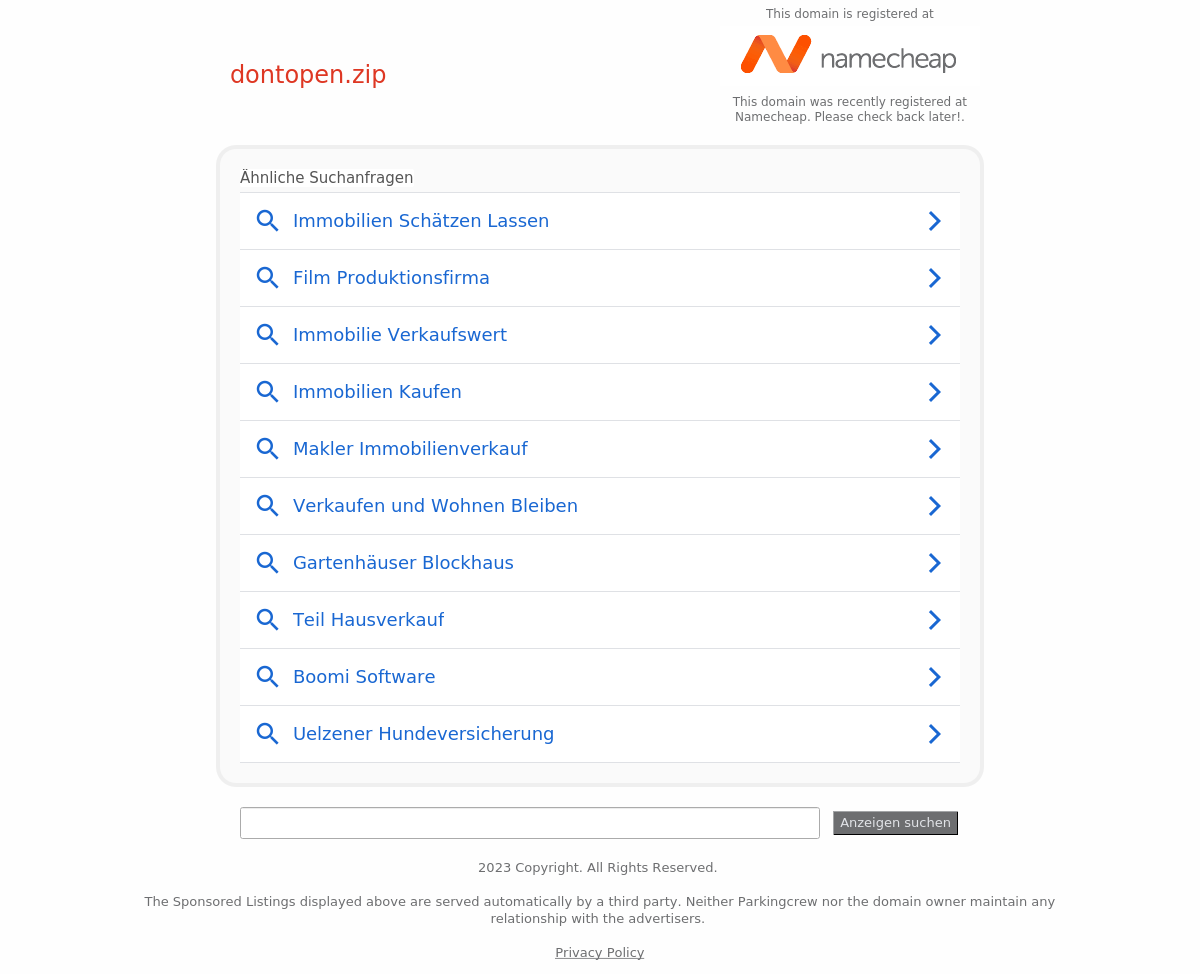 This domain is registered at
namecheap
dontopen.zip
This domain was recently registered at
Namecheap. Please check back later!.
Ähnliche Suchanfragen
Immobilien Schätzen Lassen
Film Produktionsfirma
Immobilie Verkaufswert
Immobilien Kaufen
Makler Immobilienverkauf
Verkaufen und Wohnen Bleiben
Gartenhäuser Blockhaus
Teil Hausverkauf
Boomi Software
Uelzener Hundeversicherung
Anzeigen suchen
2023 Copyright. All Rights Reserved.
The Sponsored Listings displayed above are served automatically by a third party. Neither Parkingcrew nor the domain owner maintain any
relationship with the advertisers.
Privacy Policy